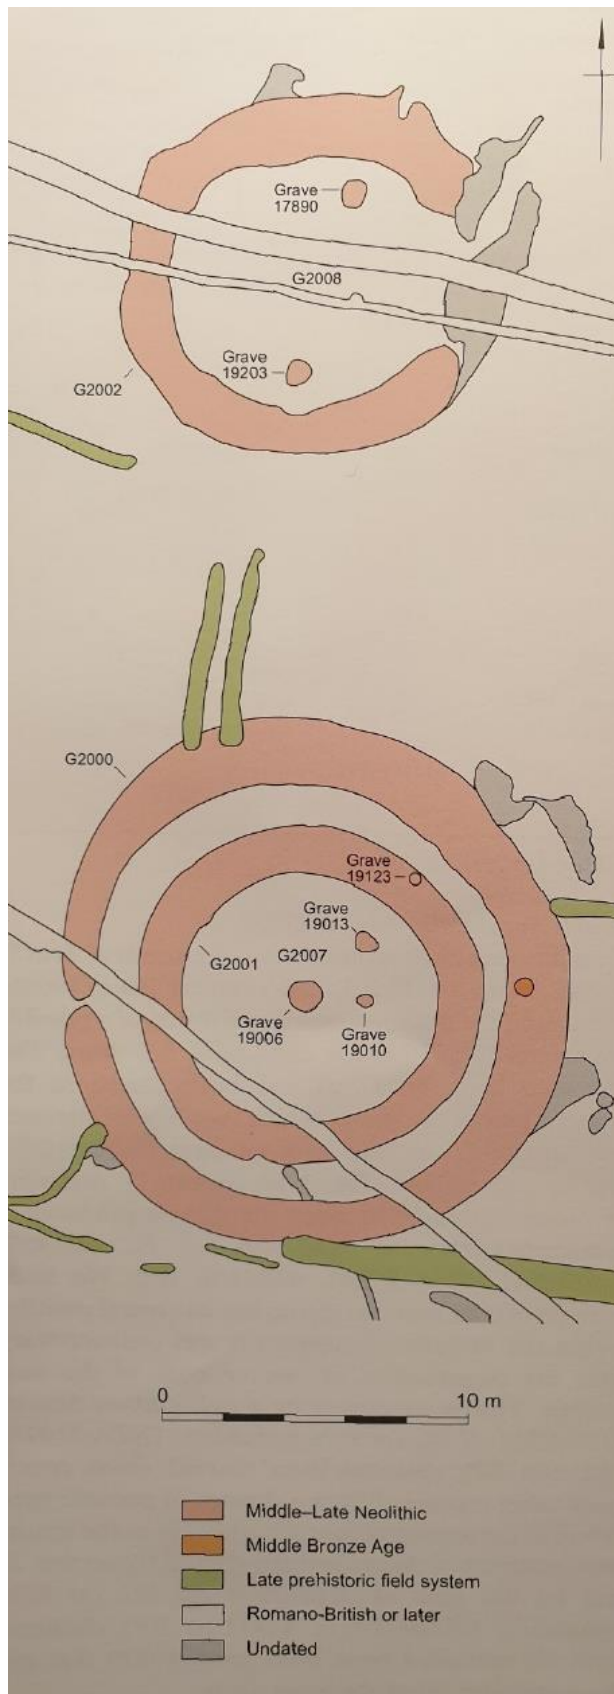 Grave
17890
G2008
Grave
19203
G2002
G2000
Grave
19123
Grave
19013
G2001
G2007
Grave
19006
Grave
19010
0
10 m
Middle–Late Neolithic
Middle Bronze Age
Late prehistoric field system
Romano-British or later
Undated